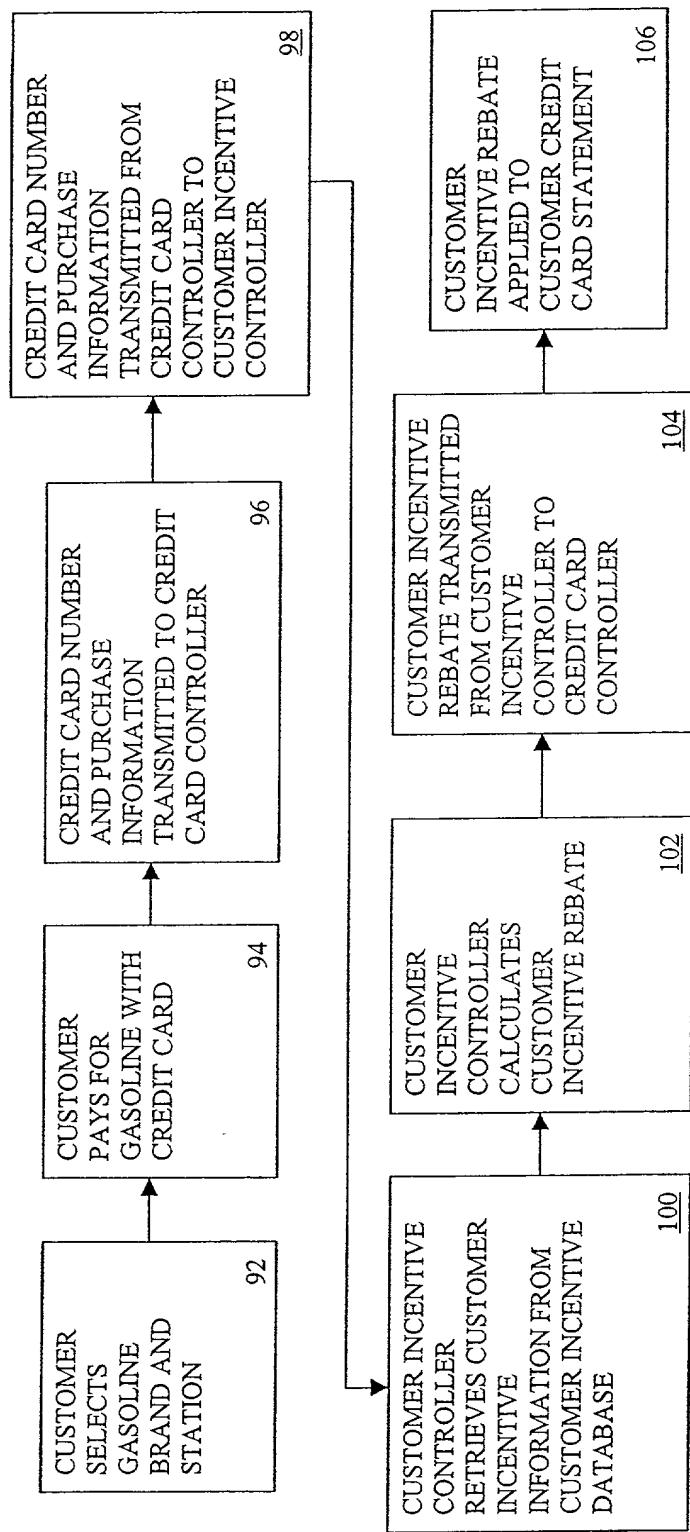 CUSTOMER
SELECTS
GASOLINE
BRAND AND
STATION
92
CUSTOMER
PAYS FOR
GASOLINE WITH
CREDIT CARD
94
CREDIT CARD NUMBER
AND PURCHASE
INFORMATION
TRANSMITTED TO CREDIT
CARD CONTROLLER
96
CREDIT CARD NUMBER
AND PURCHASE
INFORMATION
TRANSMITTED FROM
CREDIT CARD
CONTROLLER TO
CUSTOMER INCENTIVE
CONTROLLER
98
CUSTOMER INCENTIVE
CONTROLLER
RETRIEVES CUSTOMER
INCENTIVE
INFORMATION FROM
CUSTOMER INCENTIVE
DATABASE
100
CUSTOMER
INCENTIVE
CONTROLLER
CALCULATES
CUSTOMER
INCENTIVE REBATE
102
CUSTOMER INCENTIVE
REBATE TRANSMITTED
FROM CUSTOMER
INCENTIVE
CONTROLLER TO
CREDIT CARD
CONTROLLER
104
CUSTOMER
INCENTIVE REBATE
APPLIED TO
CUSTOMER CREDIT
CARD STATEMENT
106